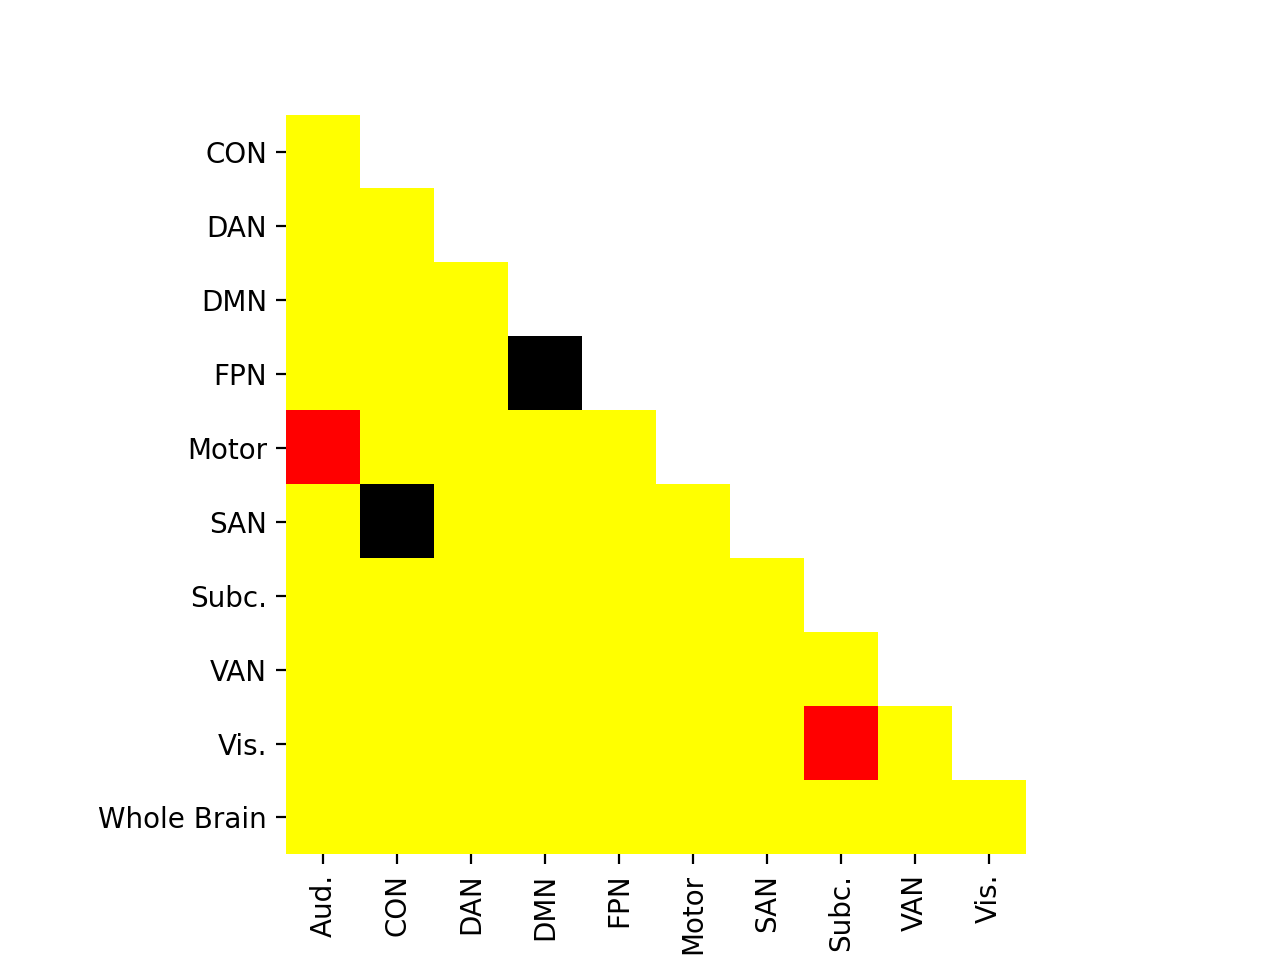 CON
DAN
DMN
FPN
Motor
SAN
Subc.
VAN
Vis.
Whole Brain
Aud.
CON
DAN
DMN
FPN
Motor
SAN
Subc.
VAN
Vis.